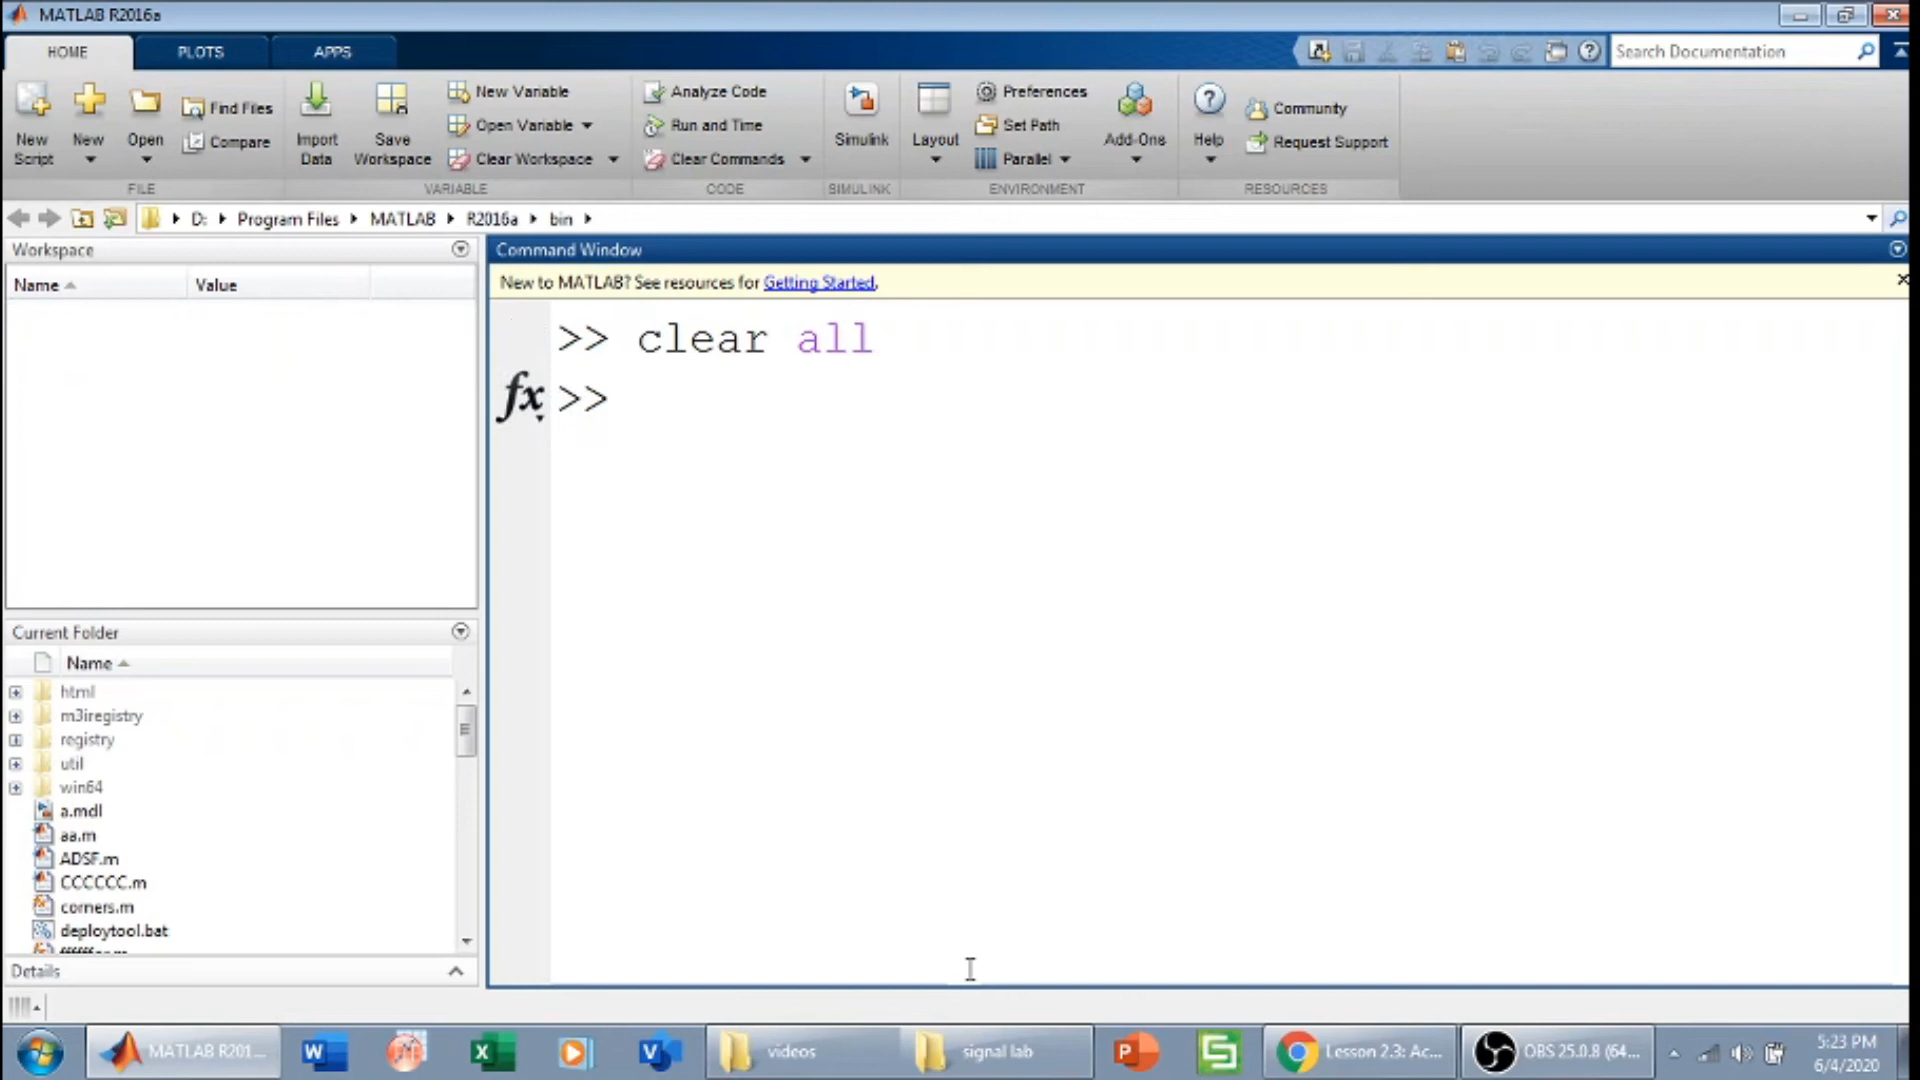 MATLAB R2016a
HOME
PLOTS
APPS
Search Documentation
New Script
New
Open
Find Files
Compare
Import Data
Save Workspace
New Variable
Open Variable
Clear Workspace
Analyze Code
Run and Time
Clear Commands
Simulink
Layout
Preferences
Set Path
Parallel
Add-Ons
Help
Community
Request Support
FILE
VARIABLE
CODE
SIMULINK
ENVIRONMENT
RESOURCES
D: Program Files MATLAB R2016a bin
Workspace
Name
Value
Command Window
New to MATLAB? See resources for Getting Started.
>> clear all
fx >>
Current Folder
Name
html
m3iregistry
registry
util
win64
a.mdl
aa.m
ADSF.m
CCCCCC.m
corners.m
deploytool.bat
Details
MATLAB R201...
videos
signal lab
Lesson 2.3: Ac...
OBS 25.0.8 (64...
5:23 PM
6/4/2020